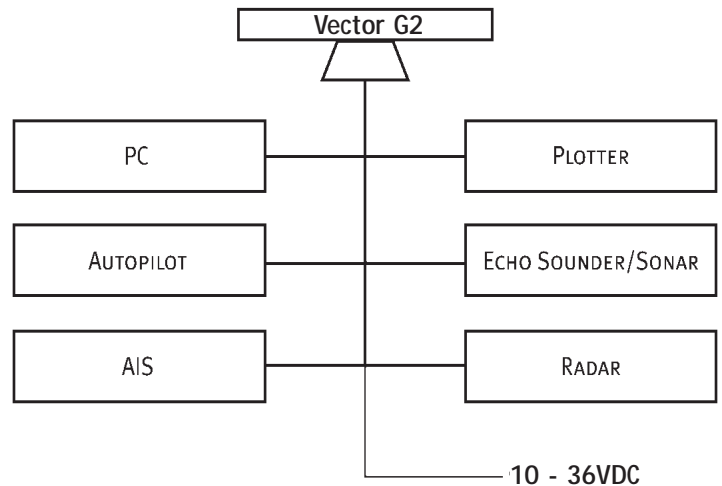 Vector G2
PC
PLOTTER
AUTOPILOT
ECHO SOUNDER/SONAR
AIS
RADAR
10 - 36VDC